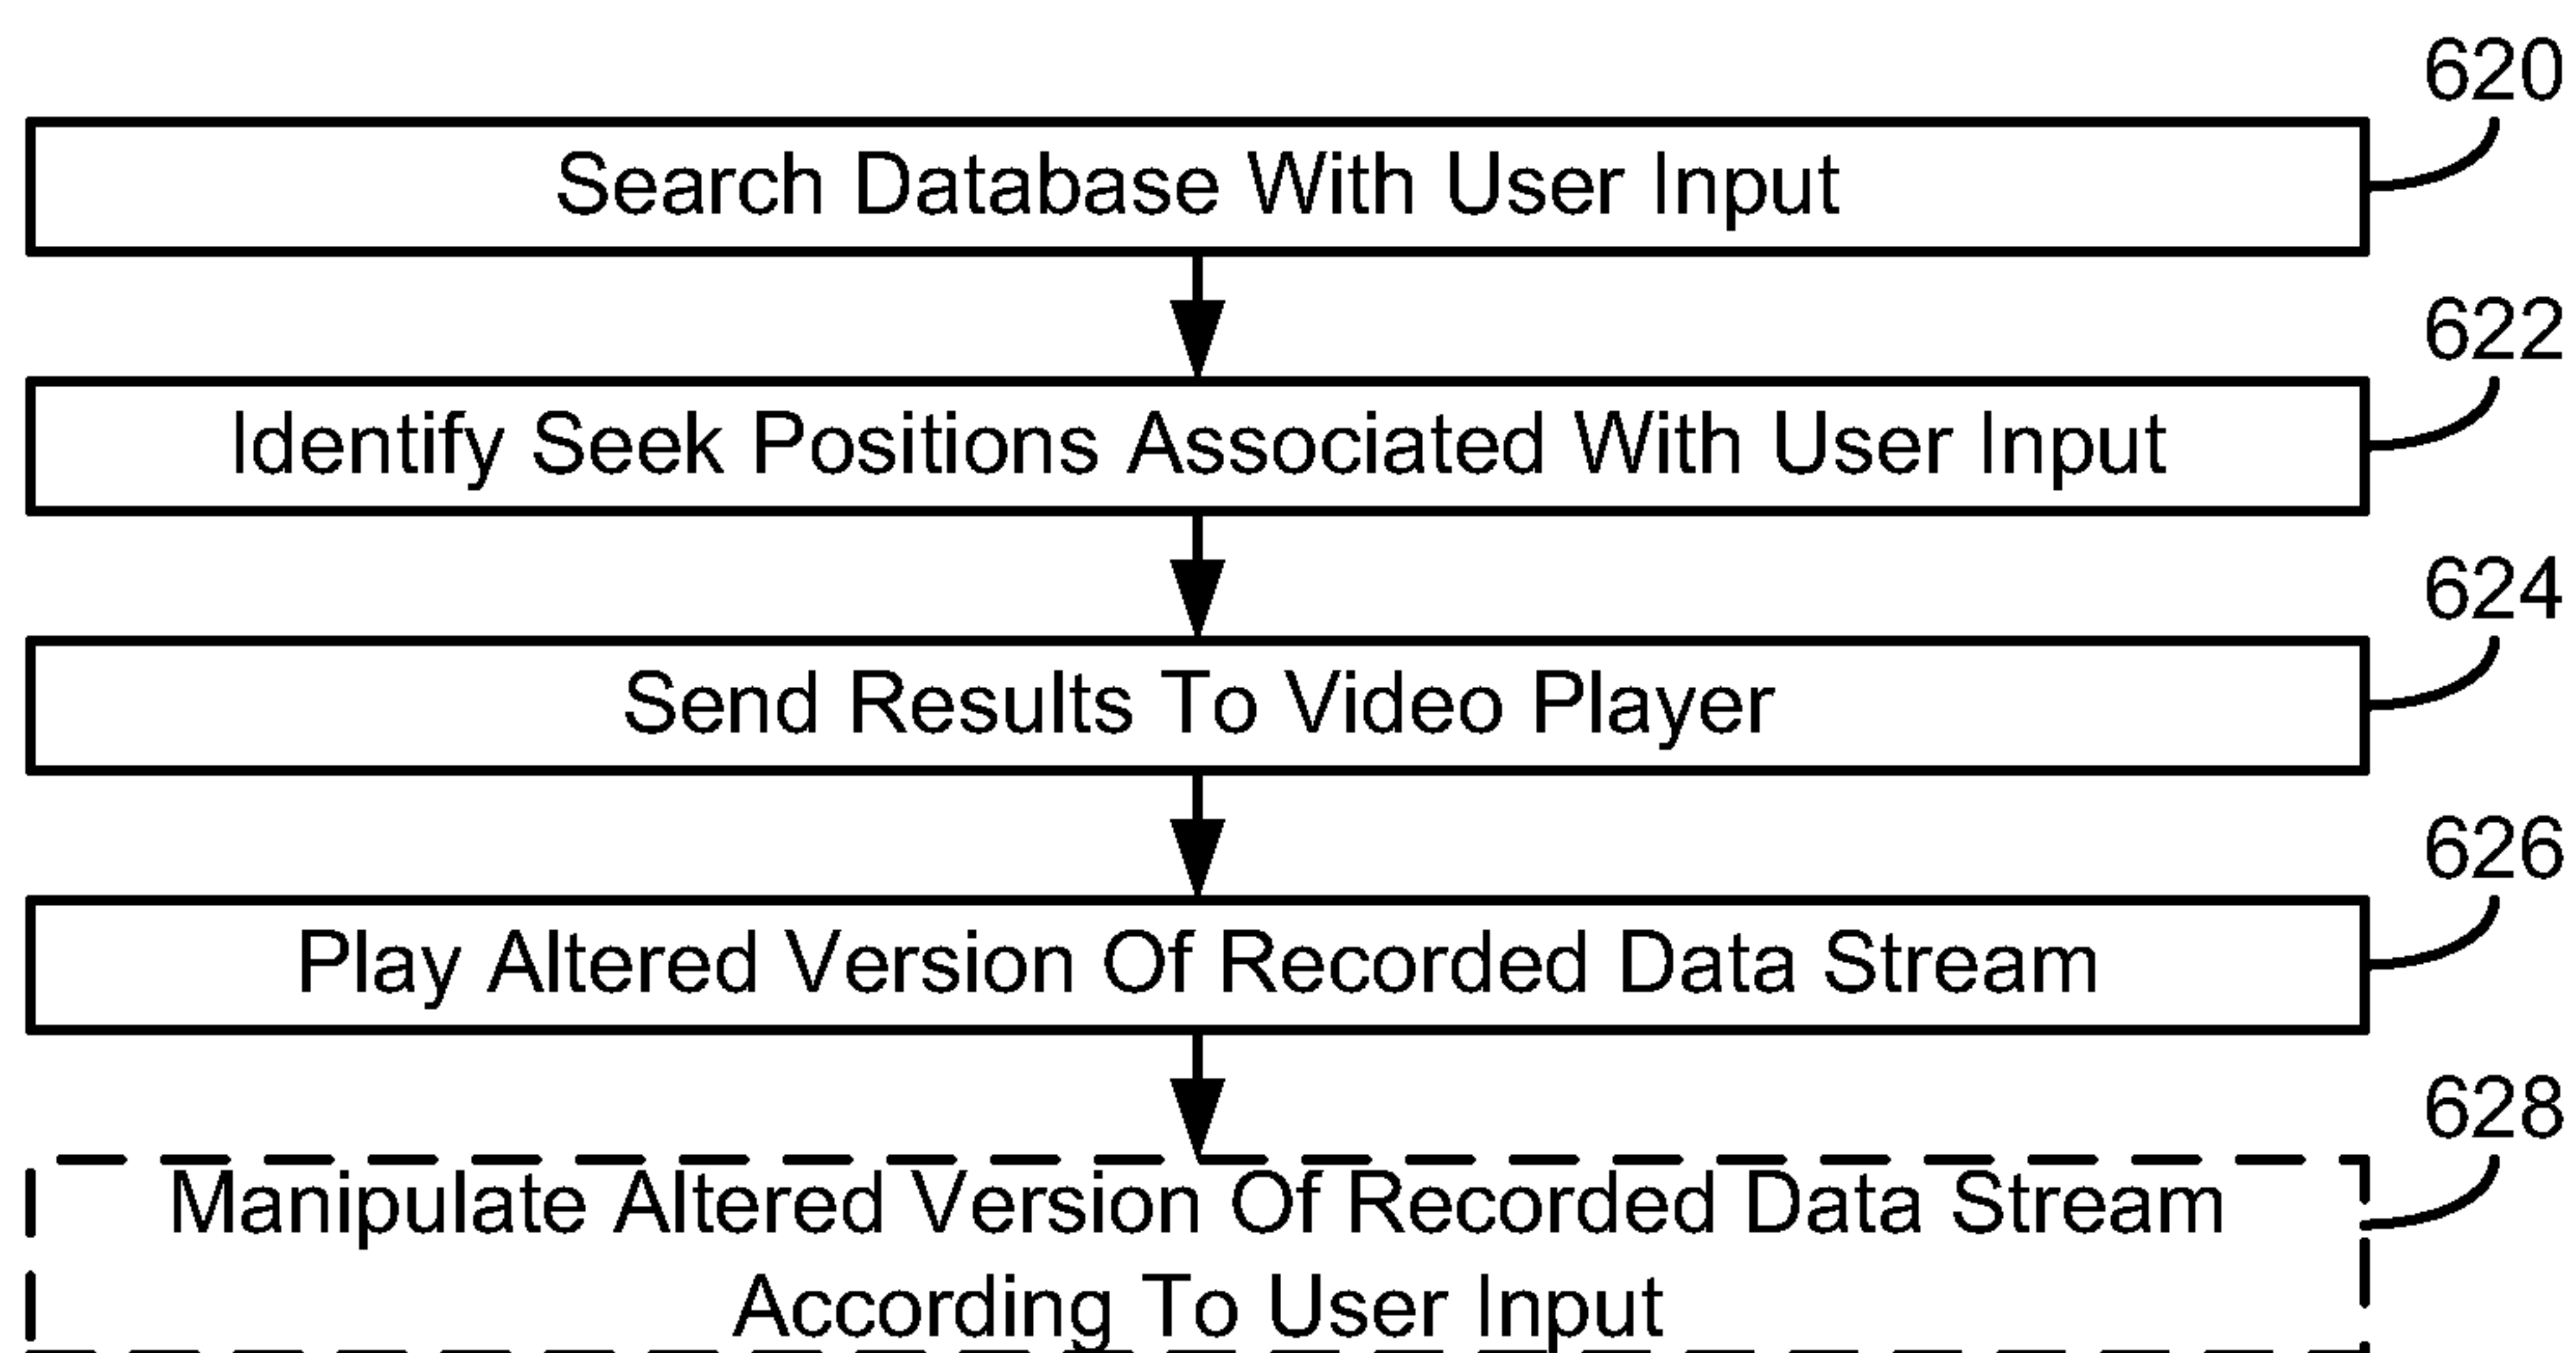 620
Search Database With User Input
622
Identify Seek Positions Associated With User Input
624
Send Results To Video Player
626
Play Altered Version Of Recorded Data Stream
628
Manipulate Altered Version Of Recorded Data Stream
According To User Input